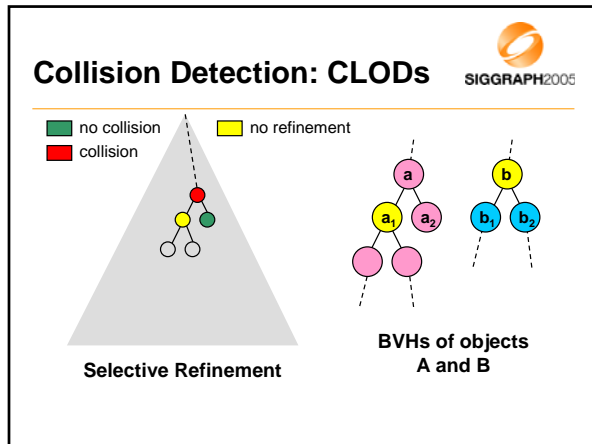 Collision Detection: CLODs
SIGGRAPH2005
no collision
no refinement
collision
a
b
a1
a2
b1
b2
Selective Refinement
BVHs of objects
A and B